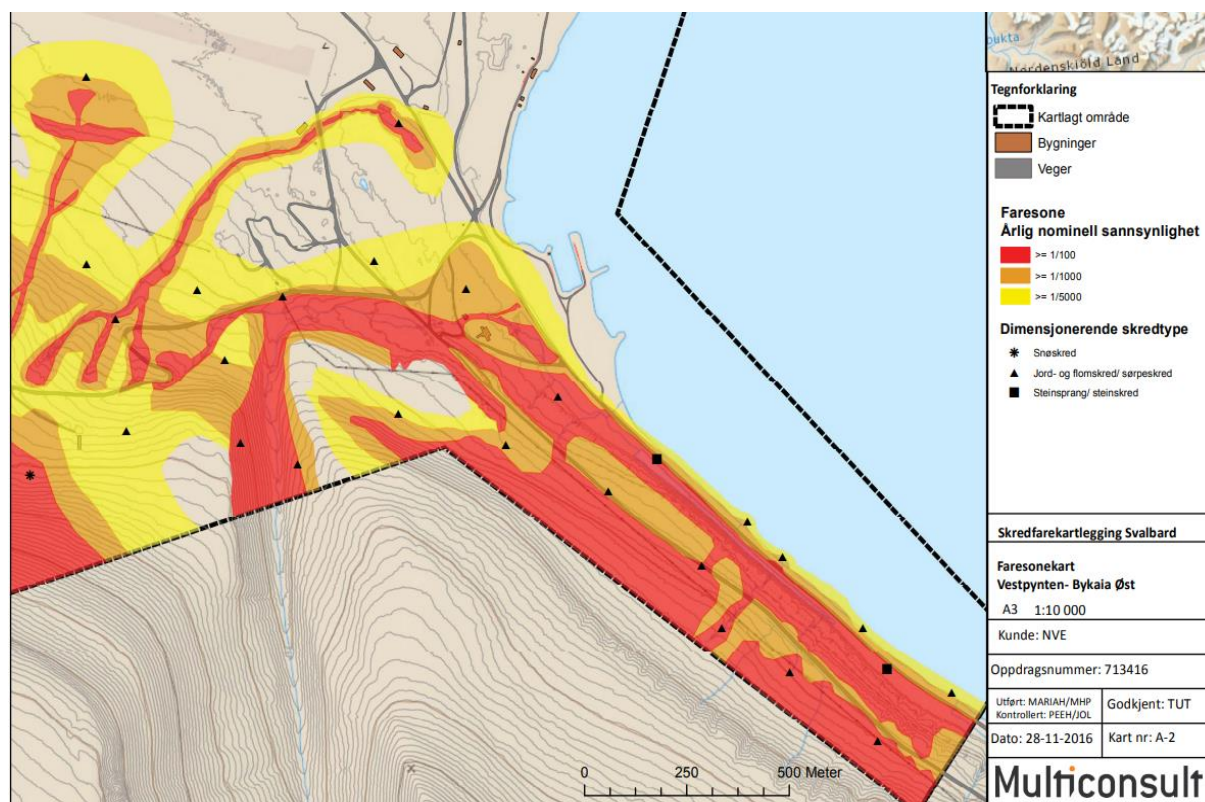 Nordenskiöld Land
Tegnforklaring
Kartlagt område
Bygninger
Veger
Faresone
Årlig nominell sannsynlighet
>= 1/100
>= 1/1000
>= 1/5000
Dimensjonerende skredtype
Snøskred
Jord- og flomskred/ sørpeskred
Steinsprang/ steinskred
Skredfarekartlegging Svalbard
Faresonekart
Vestpynten- Bykaia Øst
A3 1:10 000
Kunde: NVE
Oppdragsnummer: 713416
Utført: MARIAH/MHP
Kontrollert: PEEH/JOL
Godkjent: TUT
Dato: 28-11-2016
Kart nr: A-2
0 250 500 Meter
Multiconsult